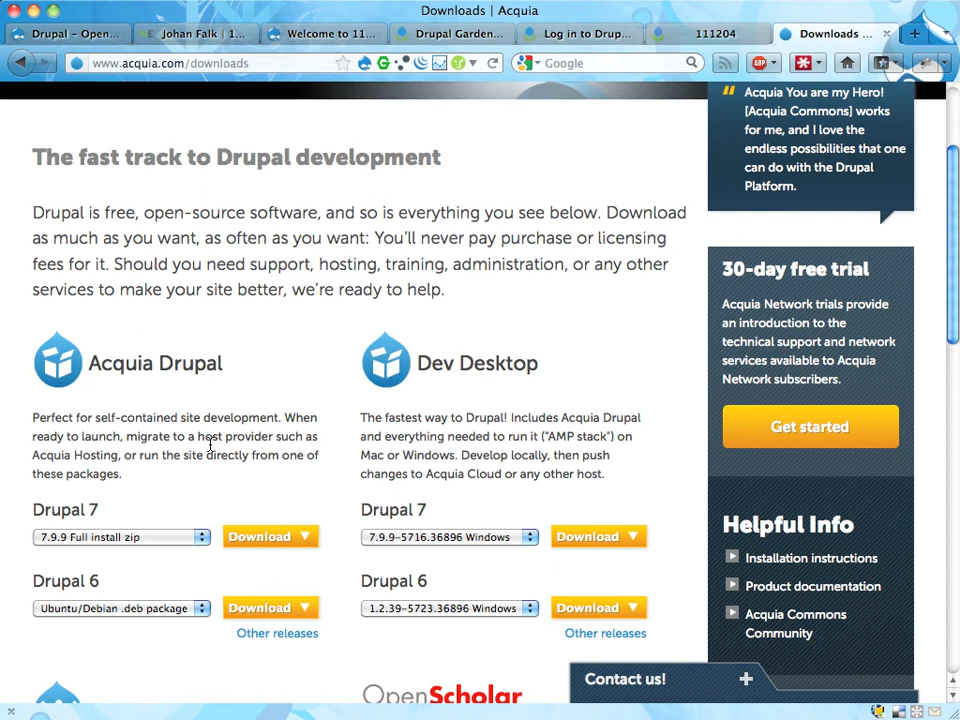 Downloads | Acquia
Drupal – Open...
Johan Falk | 1...
Welcome to 11...
Drupal Garden...
Log in to Drup...
111204
Downloads ...
www.acquia.com/downloads
Google
ABP
The fast track to Drupal development
Drupal is free, open-source software, and so is everything you see below. Download
as much as you want, as often as you want: You'll never pay purchase or licensing
fees for it. Should you need support, hosting, training, administration, or any other
services to make your site better, we're ready to help.
Acquia Drupal
Perfect for self-contained site development. When
ready to launch, migrate to a host provider such as
Acquia Hosting, or run the site directly from one of
these packages.
Drupal 7
7.9.9 Full install zip
Download
Drupal 6
Ubuntu/Debian .deb package
Download
Other releases
Dev Desktop
The fastest way to Drupal! Includes Acquia Drupal
and everything needed to run it ("AMP stack") on
Mac or Windows. Develop locally, then push
changes to Acquia Cloud or any other host.
Drupal 7
7.9.9–5716.36896 Windows
Download
Drupal 6
1.2.39–5723.36896 Windows
Download
Other releases
OpenScholar
" Acquia You are my Hero!
[Acquia Commons] works
for me, and I love the
endless possibilities that one
can do with the Drupal
Platform.
30-day free trial
Acquia Network trials provide
an introduction to the
technical support and network
services available to Acquia
Network subscribers.
Get started
Helpful Info
Installation instructions
Product documentation
Acquia Commons
Community
Contact us! +